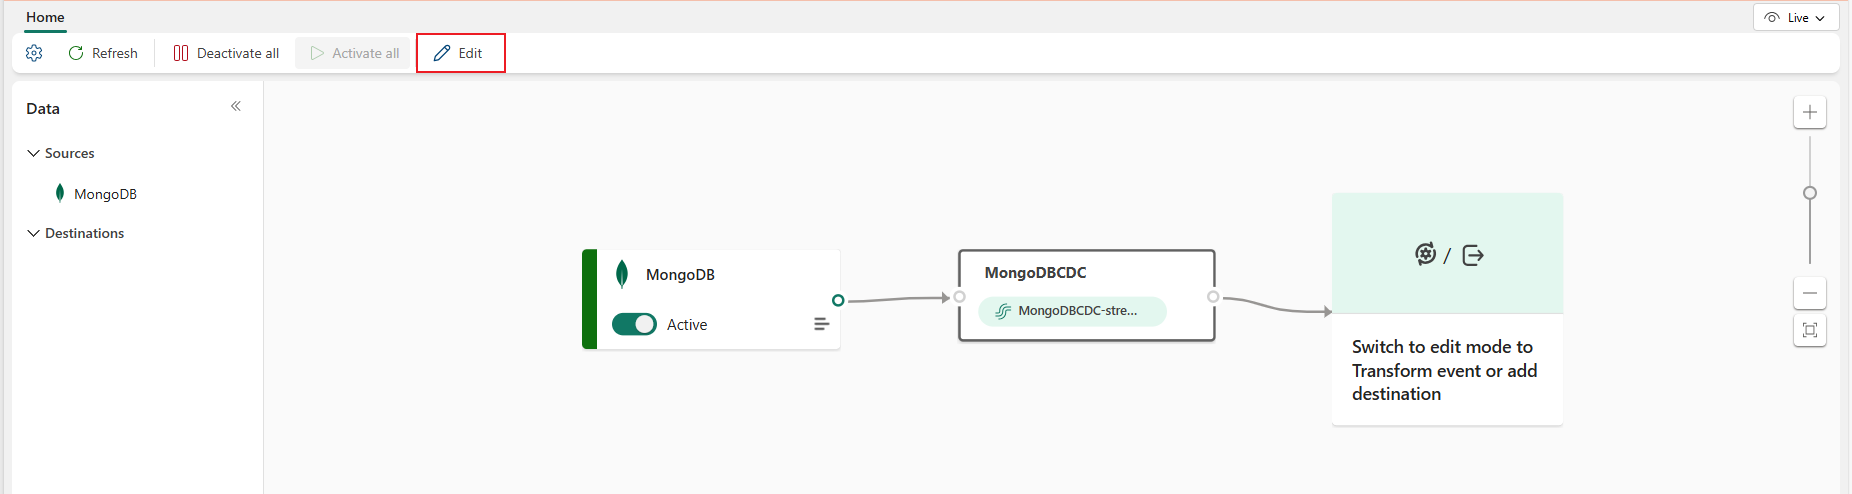 Home
Live
Refresh
Deactivate all
Activate all
Edit
Data
Sources
MongoDB
Destinations
MongoDB
Active
MongoDBCDC
MongoDBCDC-stre...
/
Switch to edit mode to
Transform event or add
destination